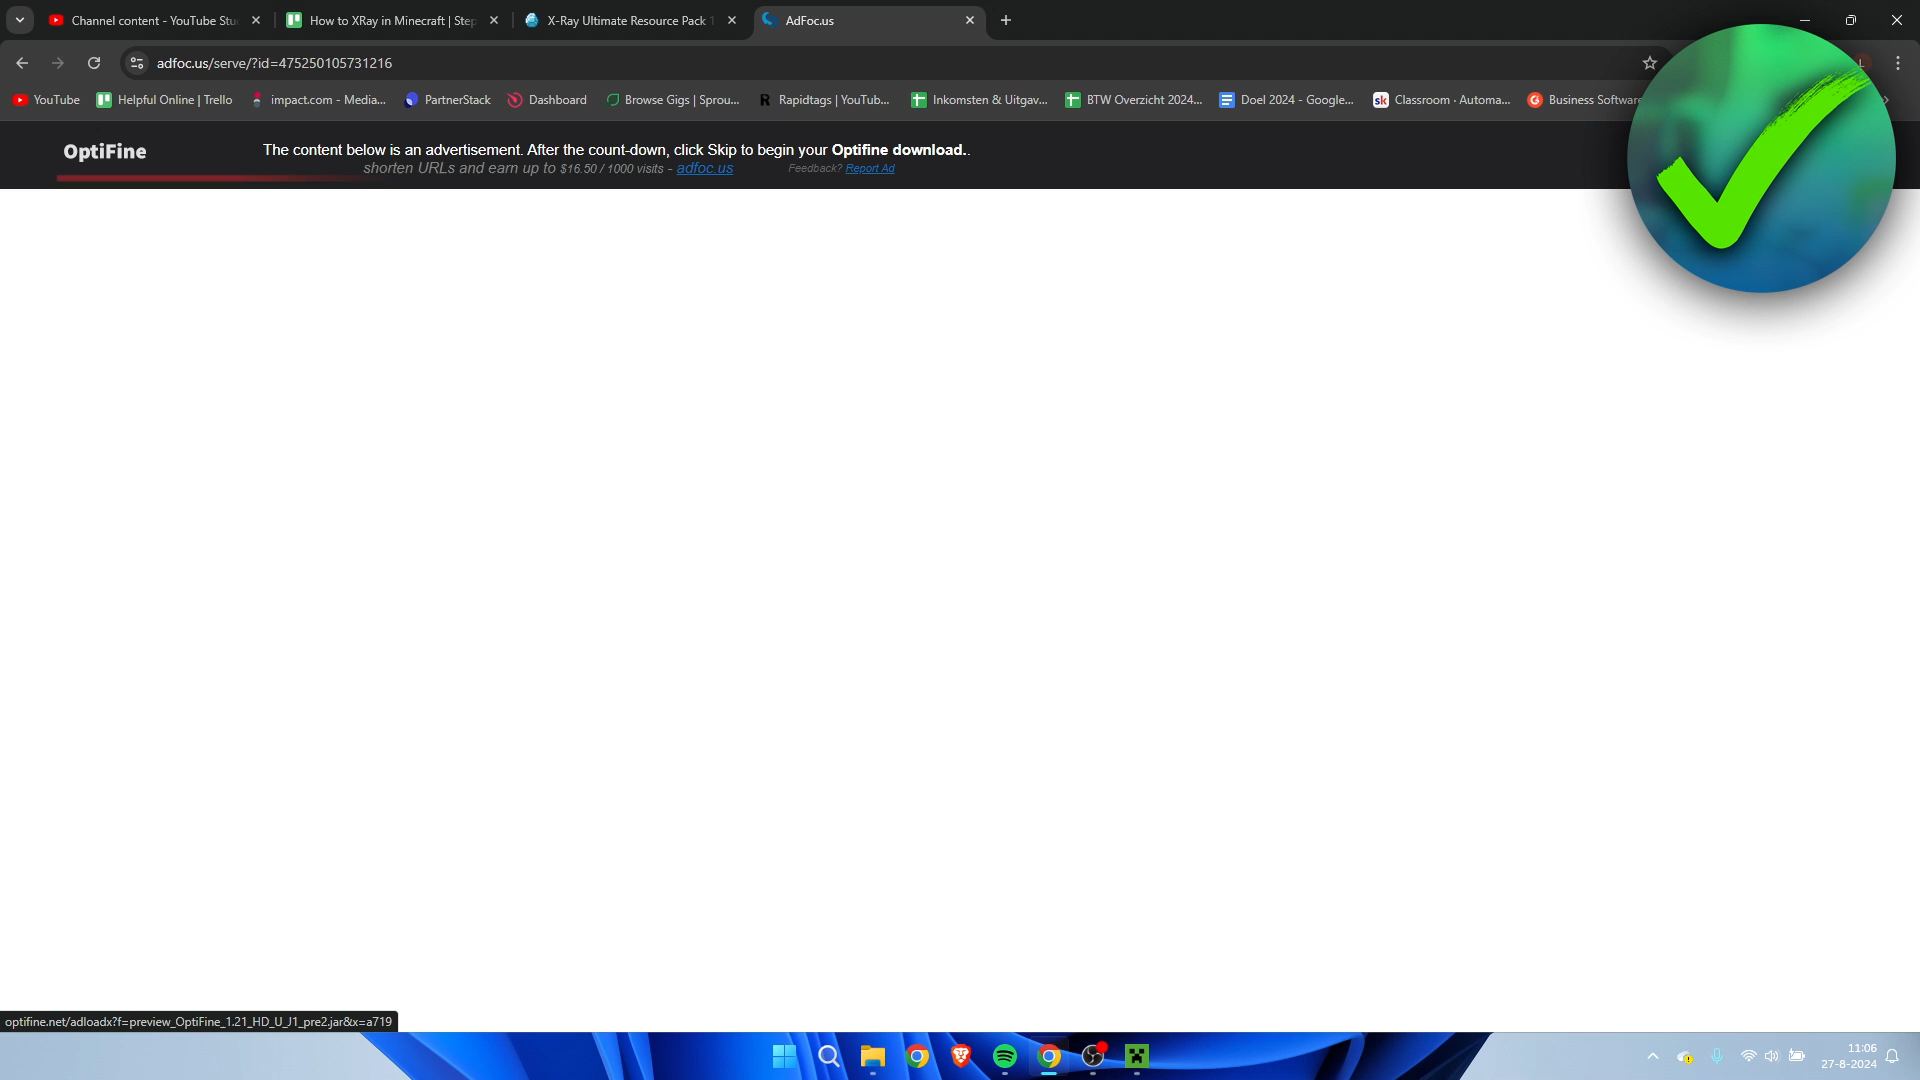 Channel content - YouTube Stu
How to XRay in Minecraft | Step
X-Ray Ultimate Resource Pack 1
AdFoc.us
adfoc.us/serve/?id=475250105731216
YouTube
Helpful Online | Trello
impact.com - Media...
PartnerStack
Dashboard
Browse Gigs | Sprou...
Rapidtags | YouTub...
Inkomsten & Uitgav...
BTW Overzicht 2024...
Doel 2024 - Google...
Classroom - Automa...
Business Software
OptiFine
The content below is an advertisement. After the count-down, click Skip to begin your Optifine download..
shorten URLs and earn up to $16.50 / 1000 visits - adfoc.us
Feedback? Report Ad
optifine.net/adloadx?f=preview_OptiFine_1.21_HD_U_J1_pre2.jar&x=a719
11:06
27-8-2024